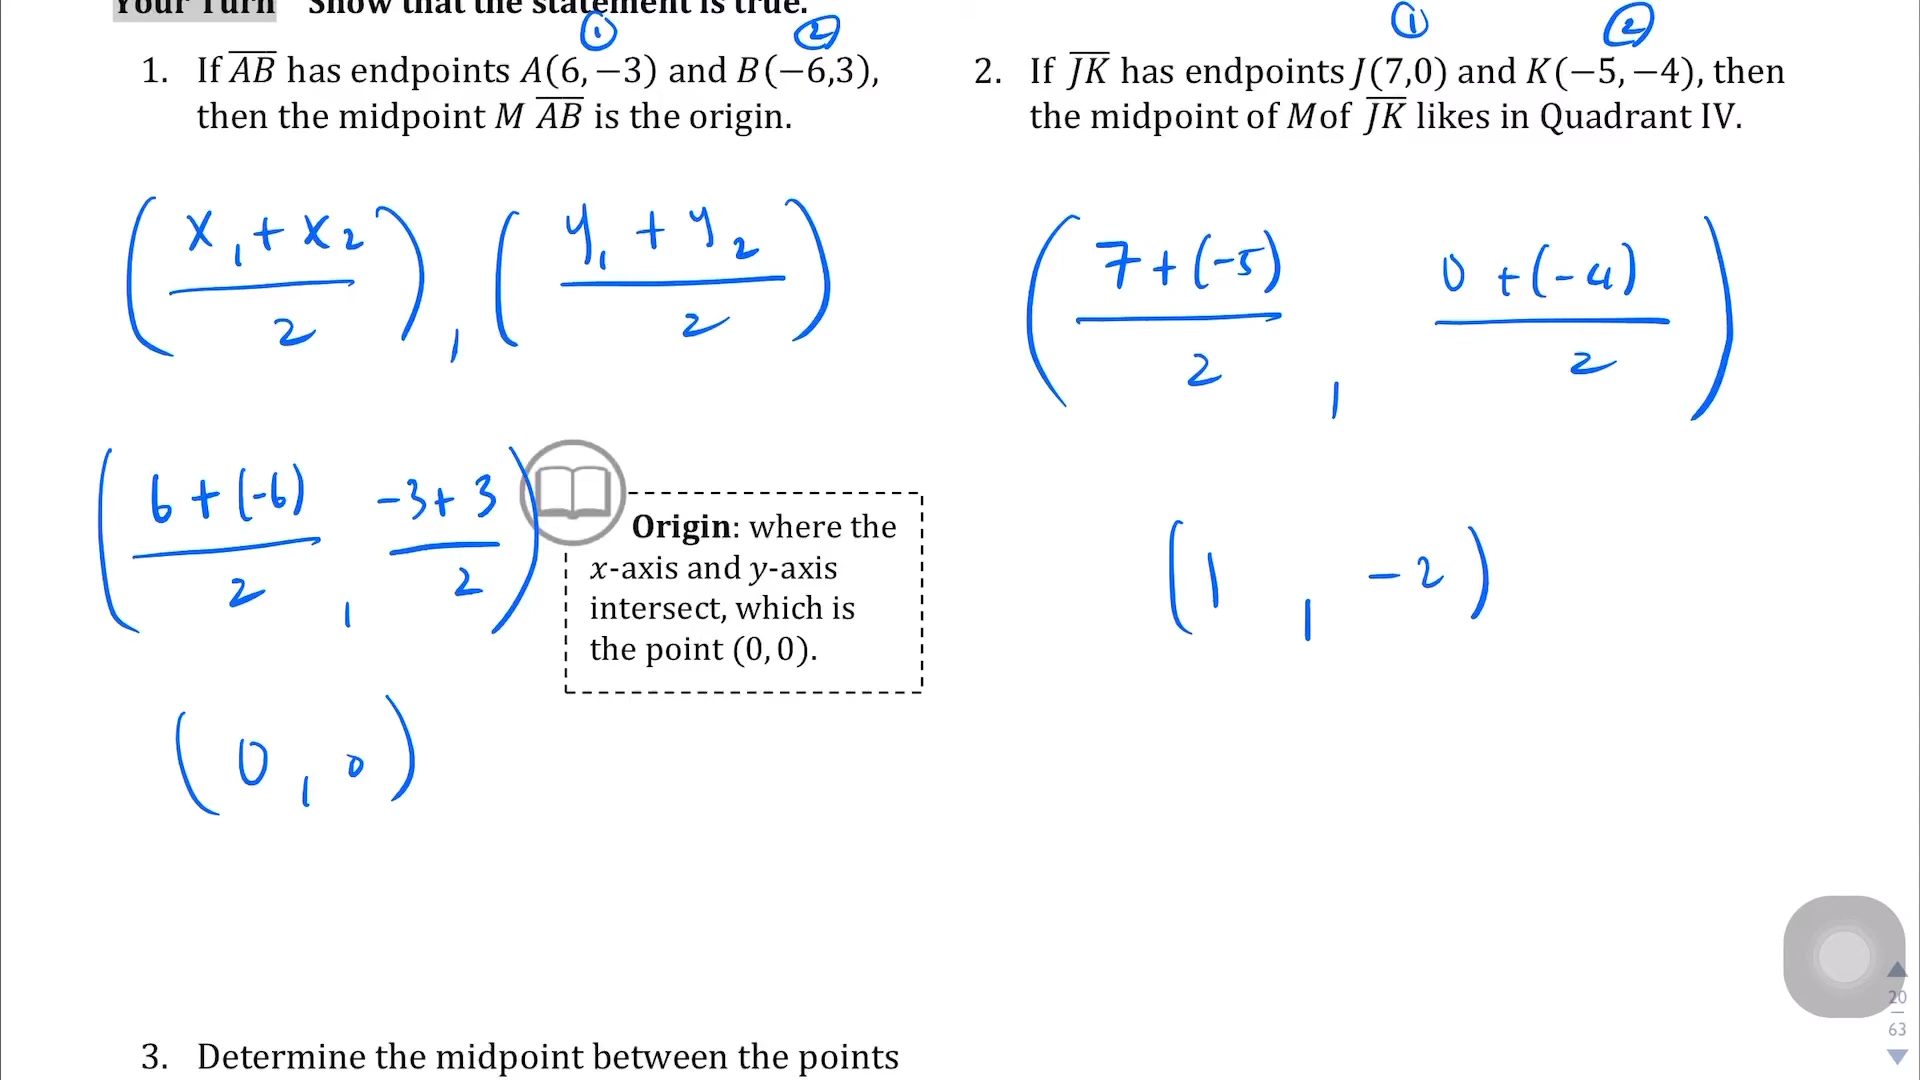 Your Turn Show that the statement is true.
① ②
1. If AB has endpoints A(6,−3) and B(−6,3),
then the midpoint M AB is the origin.
(x₁ + x₂ / 2), (y₁ + y₂ / 2)
(6 + (-6) / 2, -3 + 3 / 2)
Origin: where the
x-axis and y-axis
intersect, which is
the point (0, 0).
(0, 0)
① ②
2. If JK has endpoints J(7,0) and K(−5,−4), then
the midpoint of M of JK likes in Quadrant IV.
(7 + (-5) / 2, 0 + (-4) / 2)
(1, -2)
3. Determine the midpoint between the points
20
63